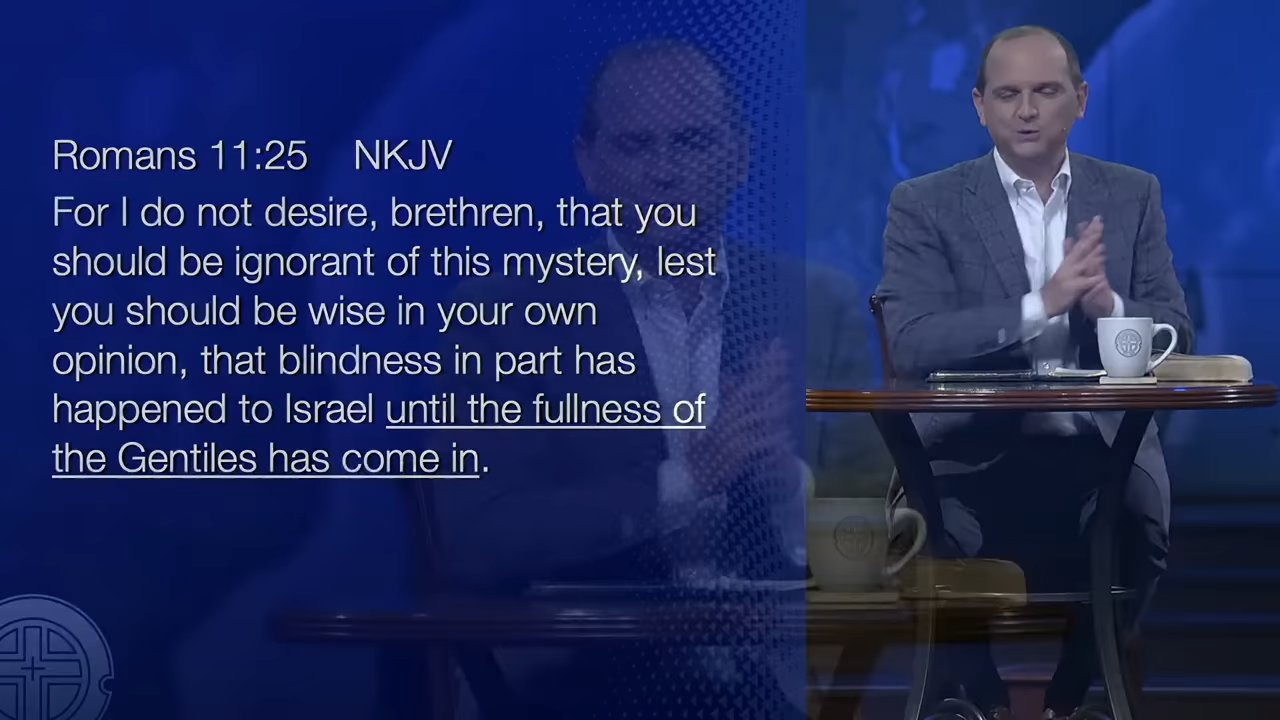 Romans 11:25 NKJV
For I do not desire, brethren, that you
should be ignorant of this mystery, lest
you should be wise in your own
opinion, that blindness in part has
happened to Israel until the fullness of
the Gentiles has come in.